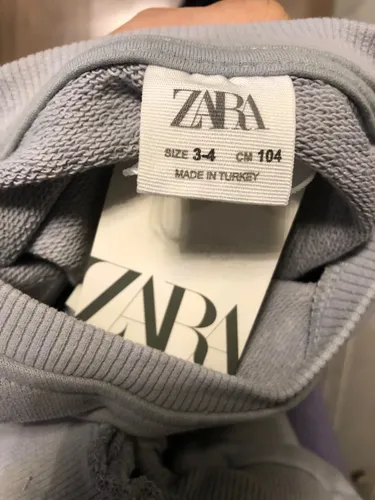 ZARA
SIZE 3-4 CM 104
MADE IN TURKEY
ZARA